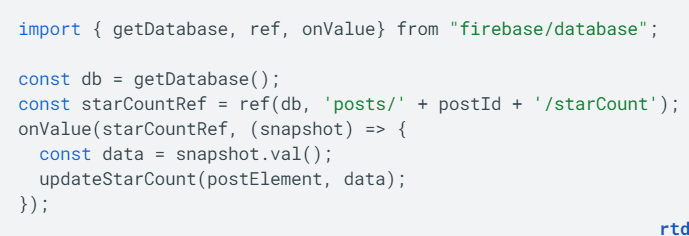 import { getDatabase, ref, onValue} from "firebase/database";
const db = getDatabase();
const starCountRef = ref(db, 'posts/' + postId + '/starCount');
onValue(starCountRef, (snapshot) => {
  const data = snapshot.val();
  updateStarCount(postElement, data);
});
rtd